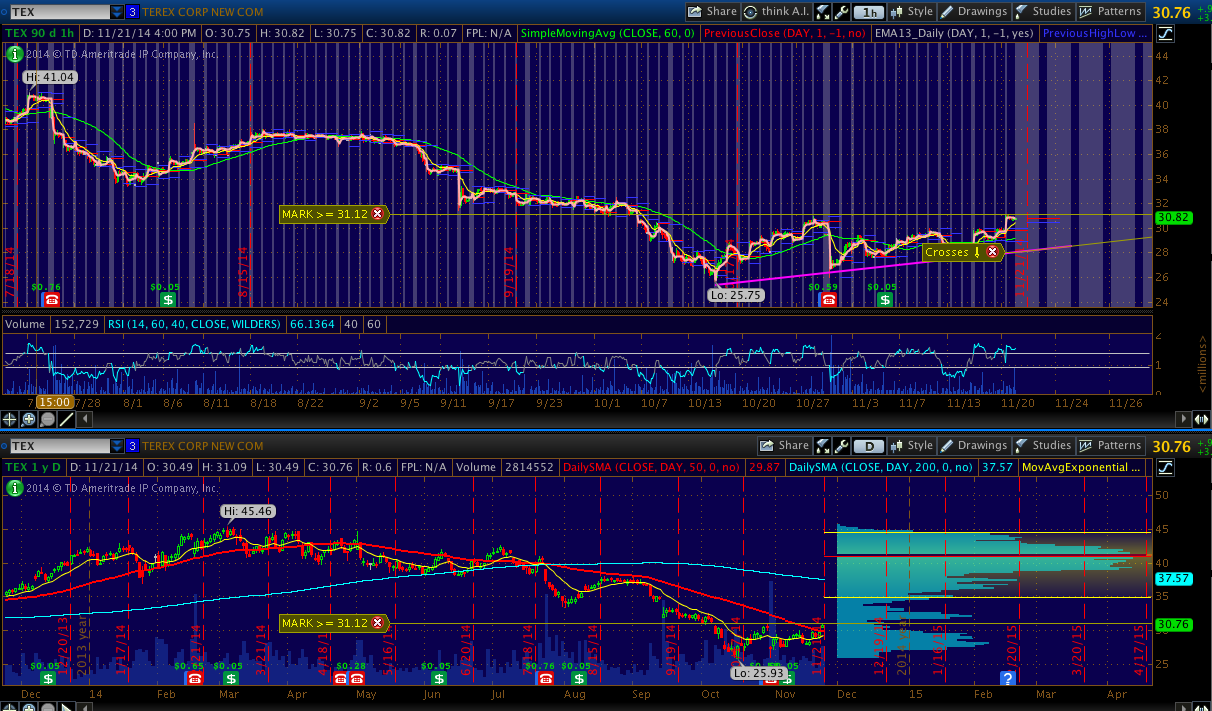 TEX 3 TEREX CORP NEW COM Share think A.I. 1h Style Drawings Studies Patterns 30.76
TEX 90 d 1h D: 11/21/14 4:00 PM O: 30.75 H: 30.82 L: 30.75 C: 30.82 R: 0.07 FPL: N/A SimpleMovingAvg (CLOSE, 60, 0) PreviousClose (DAY, 1, -1, no) EMA13_Daily (DAY, 1, -1, yes) PreviousHighLow ...
2014 © TD Ameritrade IP Company, Inc.
Hi: 41.04
44
42
40
38
36
34
32
30.82
30
28
26
24
MARK >= 31.12
Crosses
7/18/14 8/15/14 9/19/14
Lo: 25.75
$0.76 $0.05 $0.59 $0.05
Volume 152,729 RSI (14, 60, 40, CLOSE, WILDERS) 66.1364 40 60
2
1
0
<millions>
7 15:00 7/28 8/1 8/6 8/11 8/18 8/22 9/2 9/5 9/11 9/17 9/23 10/1 10/7 10/14 10/20 10/27 11/3 11/7 11/13 11/20 11/24 11/26
TEX 3 TEREX CORP NEW COM Share D Style Drawings Studies Patterns 30.76
TEX 1 y D D: 11/21/14 O: 30.49 H: 31.09 L: 30.49 C: 30.76 R: 0.6 FPL: N/A Volume 2814552 DailySMA (CLOSE, DAY, 50, 0, no) 29.87 DailySMA (CLOSE, DAY, 200, 0, no) 37.57 MovAvgExponential ...
2014 © TD Ameritrade IP Company, Inc.
Hi: 45.46
50
45
40
37.57
35
30.76
30
25
MARK >= 31.12
12/20/13 2013 year 1/17/14 2/21/14 3/21/14 5/16/14 6/20/14 8/15/14 9/19/14 12/19/14 2014 year 1/16/15 2/20/15 3/20/15 4/17/15
Lo: 25.93
$0.05 $0.65 $0.05 $0.28 $0.05 $0.76 $0.05
Dec 14 Feb Mar Apr May Jun Jul Aug Sep Oct Nov Dec 15 Feb Mar Apr